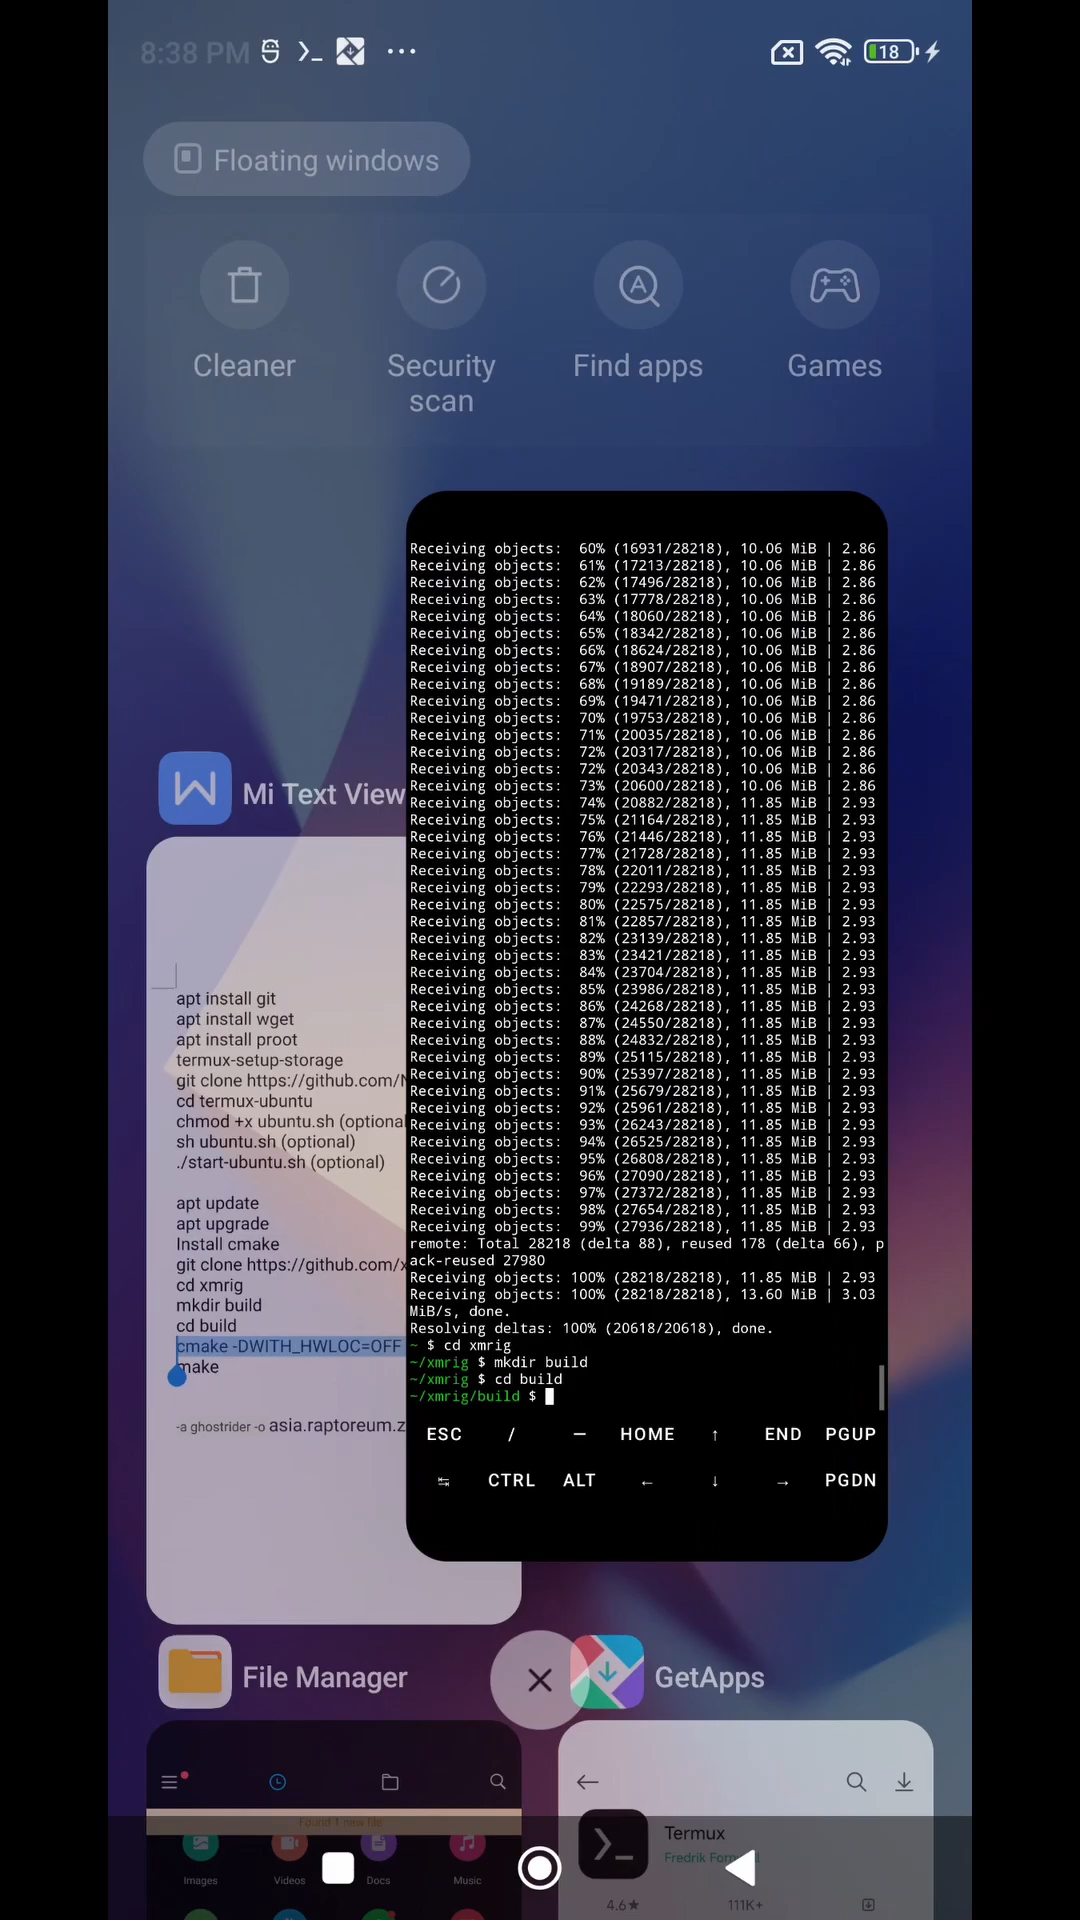 8:38 PM
18
Floating windows
Cleaner
Security scan
Find apps
Games
Mi Text View
apt install git
apt install wget
apt install proot
termux-setup-storage
git clone https://github.com/N
cd termux-ubuntu
chmod +x ubuntu.sh (optional
sh ubuntu.sh (optional)
./start-ubuntu.sh (optional)
apt update
apt upgrade
Install cmake
git clone https://github.com/x
cd xmrig
mkdir build
cd build
cmake -DWITH_HWLOC=OFF
make
-a ghostrider -o asia.raptoreum.z
Receiving objects:  60% (16931/28218), 10.06 MiB | 2.86
Receiving objects:  61% (17213/28218), 10.06 MiB | 2.86
Receiving objects:  62% (17496/28218), 10.06 MiB | 2.86
Receiving objects:  63% (17778/28218), 10.06 MiB | 2.86
Receiving objects:  64% (18060/28218), 10.06 MiB | 2.86
Receiving objects:  65% (18342/28218), 10.06 MiB | 2.86
Receiving objects:  66% (18624/28218), 10.06 MiB | 2.86
Receiving objects:  67% (18907/28218), 10.06 MiB | 2.86
Receiving objects:  68% (19189/28218), 10.06 MiB | 2.86
Receiving objects:  69% (19471/28218), 10.06 MiB | 2.86
Receiving objects:  70% (19753/28218), 10.06 MiB | 2.86
Receiving objects:  71% (20035/28218), 10.06 MiB | 2.86
Receiving objects:  72% (20317/28218), 10.06 MiB | 2.86
Receiving objects:  72% (20343/28218), 10.06 MiB | 2.86
Receiving objects:  73% (20600/28218), 10.06 MiB | 2.86
Receiving objects:  74% (20882/28218), 11.85 MiB | 2.93
Receiving objects:  75% (21164/28218), 11.85 MiB | 2.93
Receiving objects:  76% (21446/28218), 11.85 MiB | 2.93
Receiving objects:  77% (21728/28218), 11.85 MiB | 2.93
Receiving objects:  78% (22011/28218), 11.85 MiB | 2.93
Receiving objects:  79% (22293/28218), 11.85 MiB | 2.93
Receiving objects:  80% (22575/28218), 11.85 MiB | 2.93
Receiving objects:  81% (22857/28218), 11.85 MiB | 2.93
Receiving objects:  82% (23139/28218), 11.85 MiB | 2.93
Receiving objects:  83% (23421/28218), 11.85 MiB | 2.93
Receiving objects:  84% (23704/28218), 11.85 MiB | 2.93
Receiving objects:  85% (23986/28218), 11.85 MiB | 2.93
Receiving objects:  86% (24268/28218), 11.85 MiB | 2.93
Receiving objects:  87% (24550/28218), 11.85 MiB | 2.93
Receiving objects:  88% (24832/28218), 11.85 MiB | 2.93
Receiving objects:  89% (25115/28218), 11.85 MiB | 2.93
Receiving objects:  90% (25397/28218), 11.85 MiB | 2.93
Receiving objects:  91% (25679/28218), 11.85 MiB | 2.93
Receiving objects:  92% (25961/28218), 11.85 MiB | 2.93
Receiving objects:  93% (26243/28218), 11.85 MiB | 2.93
Receiving objects:  94% (26525/28218), 11.85 MiB | 2.93
Receiving objects:  95% (26808/28218), 11.85 MiB | 2.93
Receiving objects:  96% (27090/28218), 11.85 MiB | 2.93
Receiving objects:  97% (27372/28218), 11.85 MiB | 2.93
Receiving objects:  98% (27654/28218), 11.85 MiB | 2.93
Receiving objects:  99% (27936/28218), 11.85 MiB | 2.93
remote: Total 28218 (delta 88), reused 178 (delta 66), p
ack-reused 27980
Receiving objects: 100% (28218/28218), 11.85 MiB | 2.93
Receiving objects: 100% (28218/28218), 13.60 MiB | 3.03
MiB/s, done.
Resolving deltas: 100% (20618/20618), done.
~ $ cd xmrig
~/xmrig $ mkdir build
~/xmrig $ cd build
~/xmrig/build $
ESC / — HOME ↑ END PGUP
↹ CTRL ALT ← ↓ → PGDN
File Manager
GetApps
Found 1 new file
Images
Videos
Docs
Music
Termux
Fredrik
4.6★
111K+